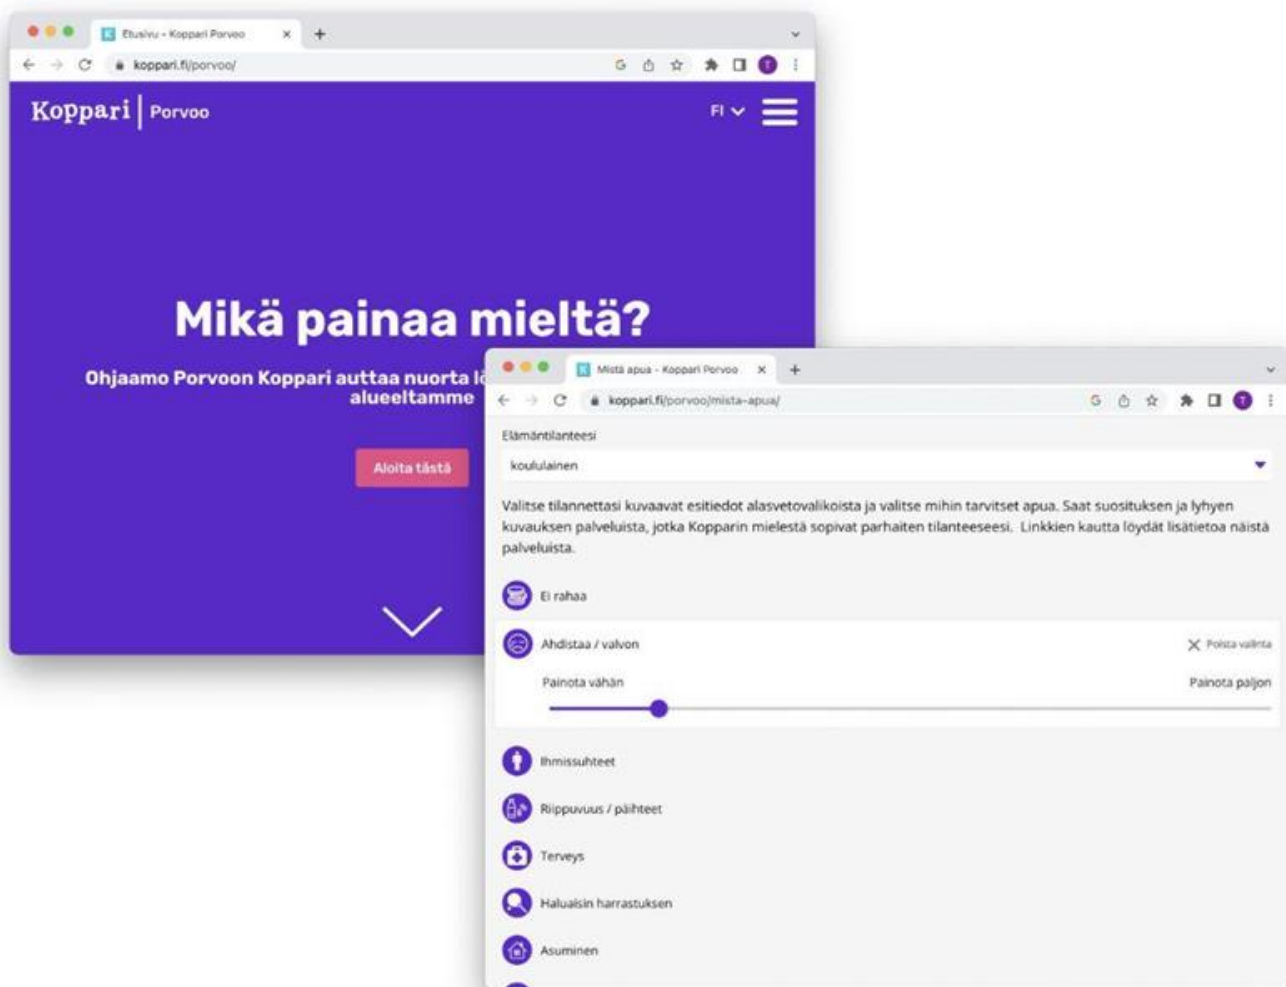 Etusivu - Koppari Porvoo
koppari.fi/porvoo/
T
Koppari | Porvoo
FI
Mikä painaa mieltä?
Ohjaamo Porvoon Koppari auttaa nuorta
alueeltamme
Aloita tästä
Mistä apua - Koppari Porvoo
koppari.fi/porvoo/mista-apua/
T
Elämäntilanteesi
koululainen
Valitse tilannettasi kuvaavat esitiedot alasvetovalikoista ja valitse mihin tarvitset apua. Saat suosituksen ja lyhyen
kuvauksen palveluista, jotka Kopparin mielestä sopivat parhaiten tilanteeseesi. Linkkien kautta löydät lisätietoa näistä
palveluista.
Ei rahaa
Ahdistaa / valvon
Poista valinta
Painota vähän
Painota paljon
Ihmissuhteet
Riippuvuus / päihteet
Terveys
Haluaisin harrastuksen
Asuminen